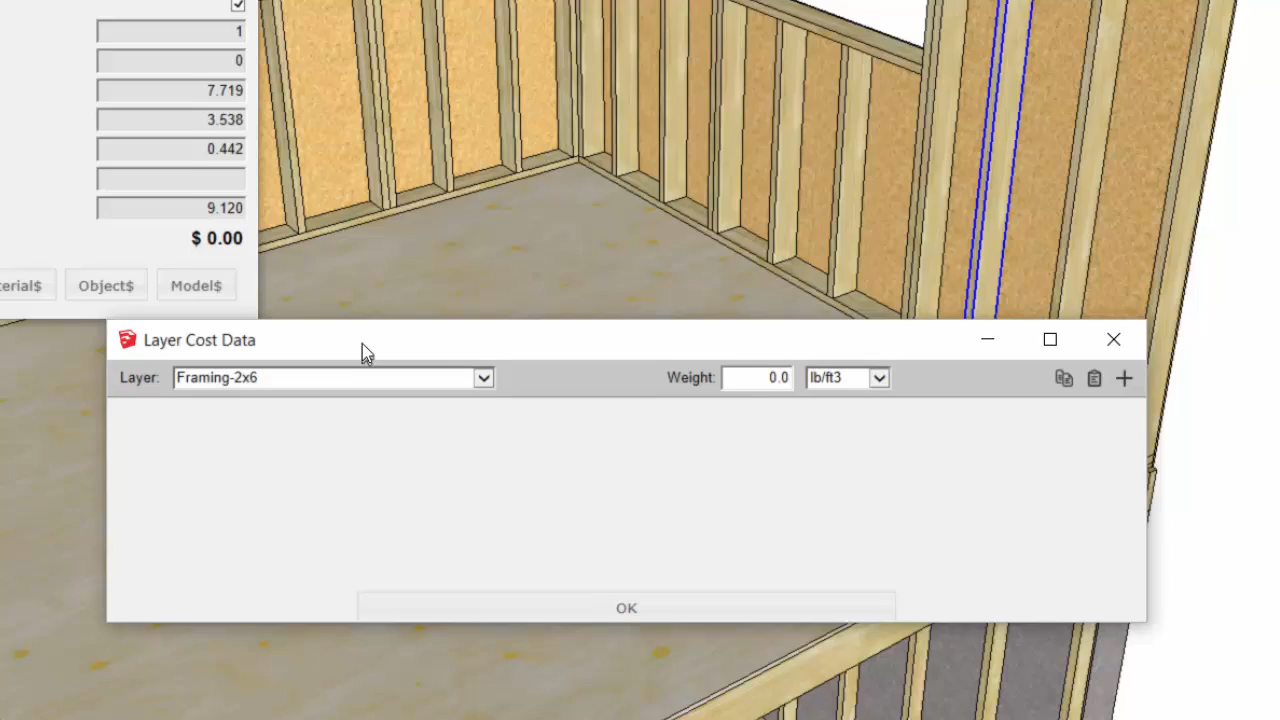 1
0
7.719
3.538
0.442
9.120
$ 0.00
erial$ Object$ Model$
Layer Cost Data
Layer: Framing-2x6 Weight: 0.0 lb/ft3
OK